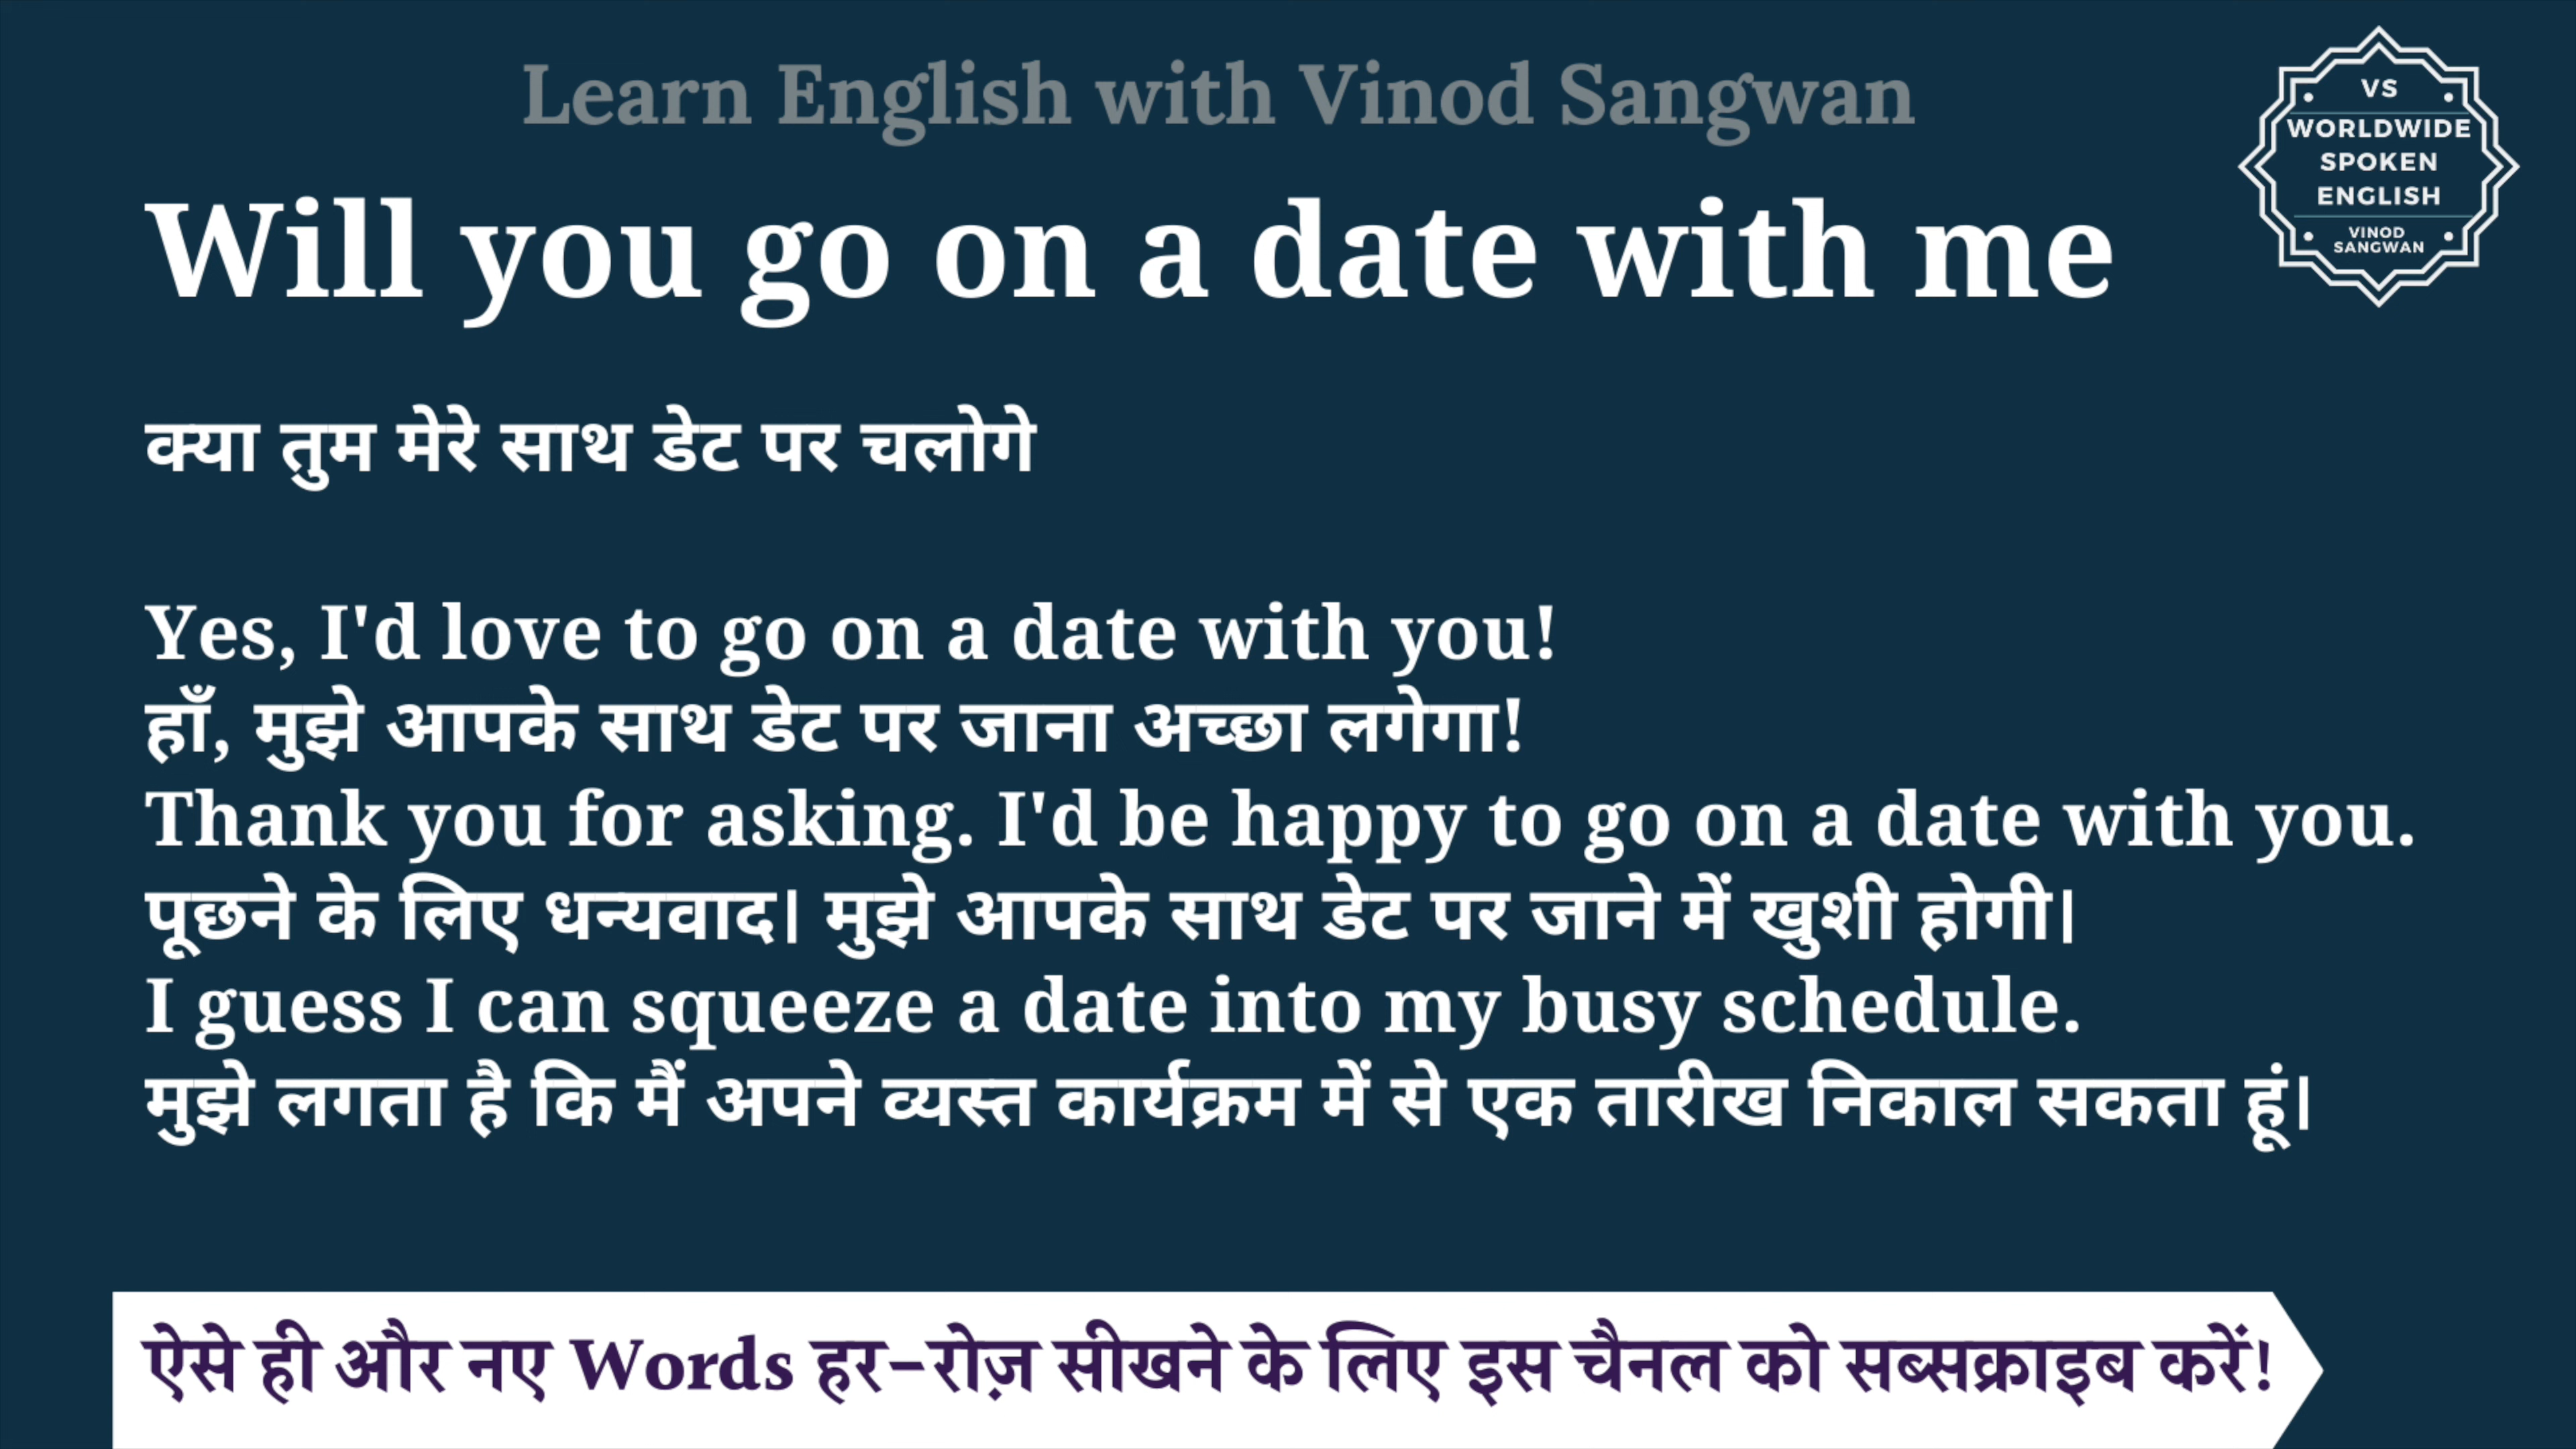 Learn English with Vinod Sangwan
VS
WORLDWIDE
SPOKEN
ENGLISH
VINOD
SANGWAN
Will you go on a date with me
क्या तुम मेरे साथ डेट पर चलोगे
Yes, I'd love to go on a date with you!
हाँ, मुझे आपके साथ डेट पर जाना अच्छा लगेगा!
Thank you for asking. I'd be happy to go on a date with you.
पूछने के लिए धन्यवाद। मुझे आपके साथ डेट पर जाने में खुशी होगी।
I guess I can squeeze a date into my busy schedule.
मुझे लगता है कि मैं अपने व्यस्त कार्यक्रम में से एक तारीख निकाल सकता हूं।
ऐसे ही और नए Words हर-रोज़ सीखने के लिए इस चैनल को सब्सक्राइब करें!